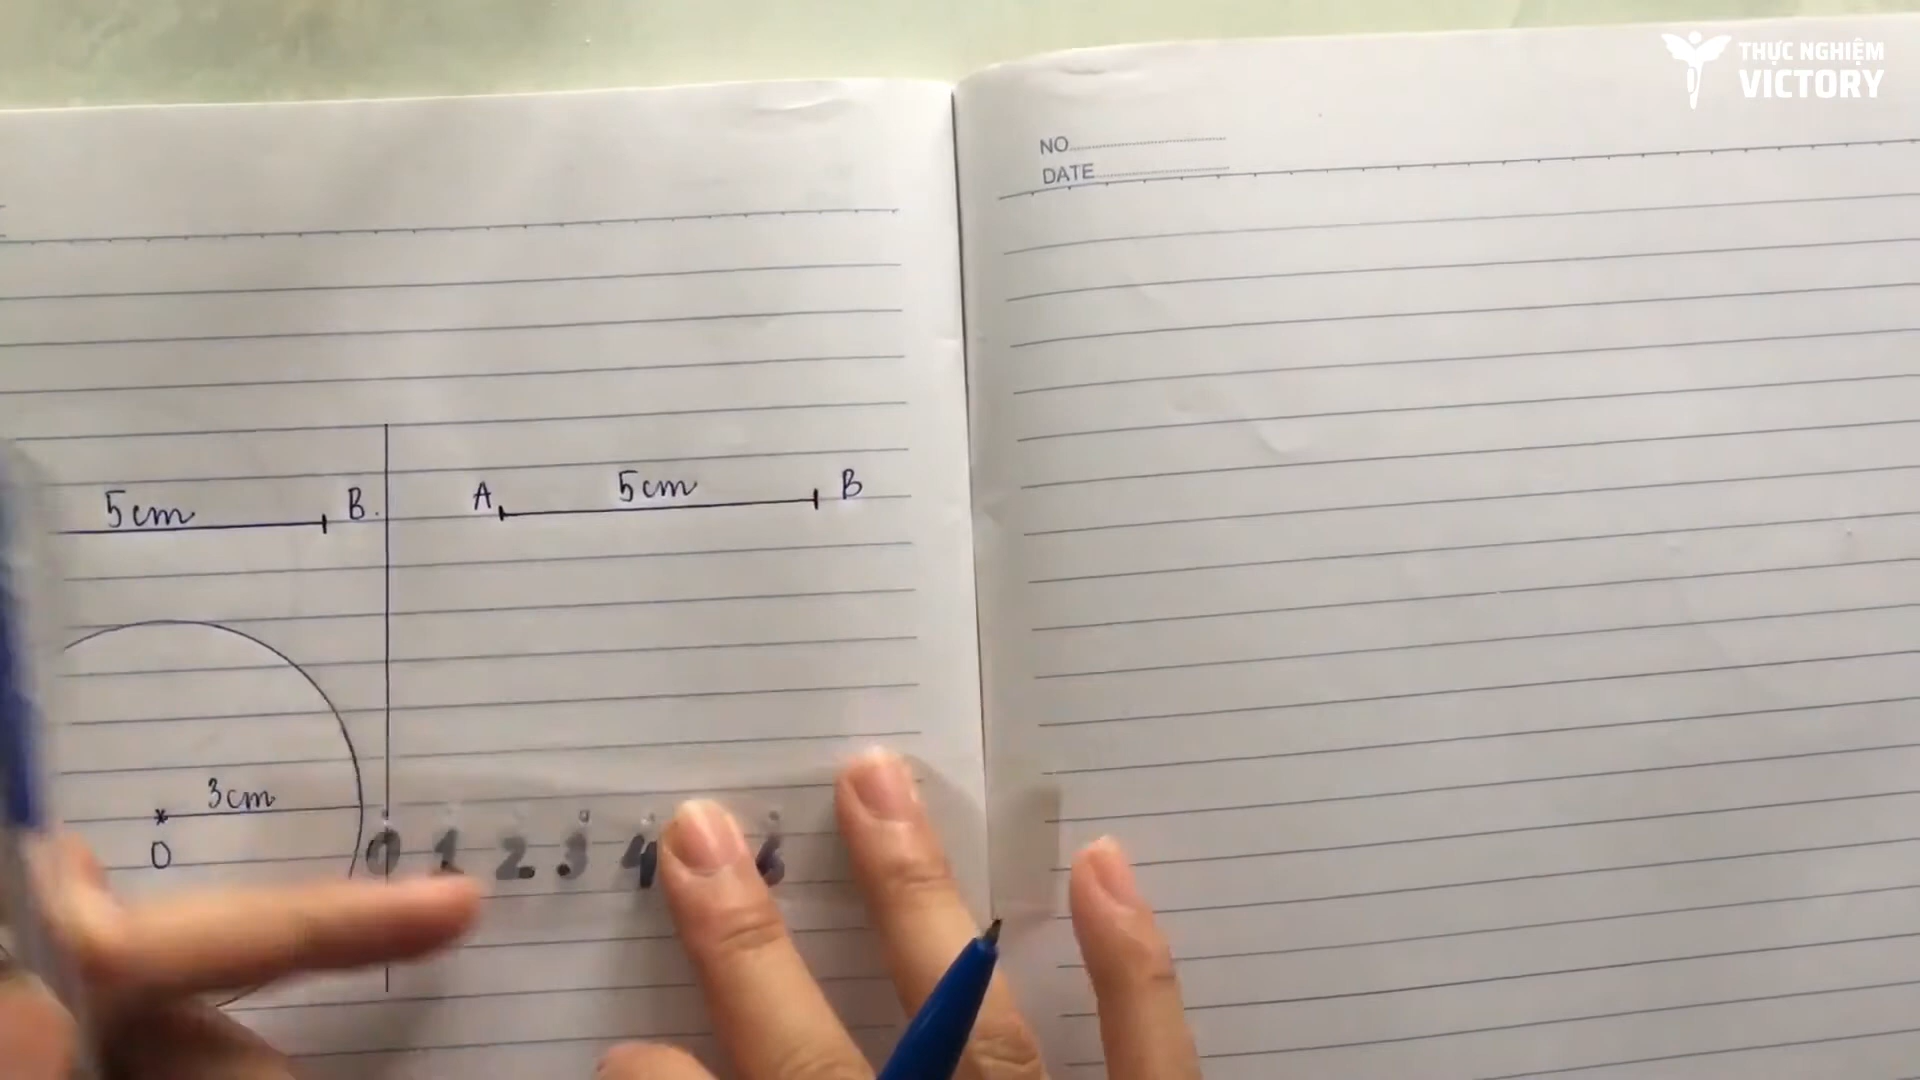 THỰC NGHIỆM
VICTORY
NO
DATE
5cm B.
A 5cm B
3cm
O
0 1 2 3 4 6